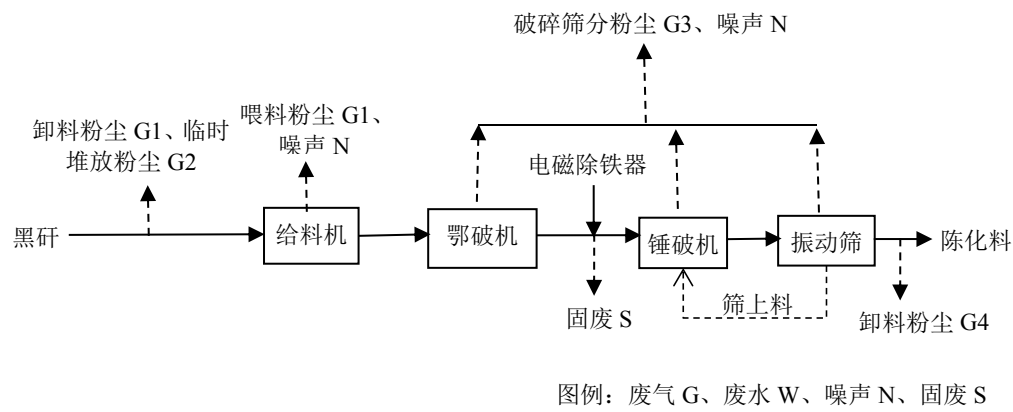 破碎筛分粉尘 G3、噪声 N
卸料粉尘 G1、临时
堆放粉尘 G2
喂料粉尘 G1、
噪声 N
电磁除铁器
黑矸
给料机
鄂破机
锤破机
振动筛
陈化料
筛上料
固废 S
卸料粉尘 G4
图例：废气 G、废水 W、噪声 N、固废 S